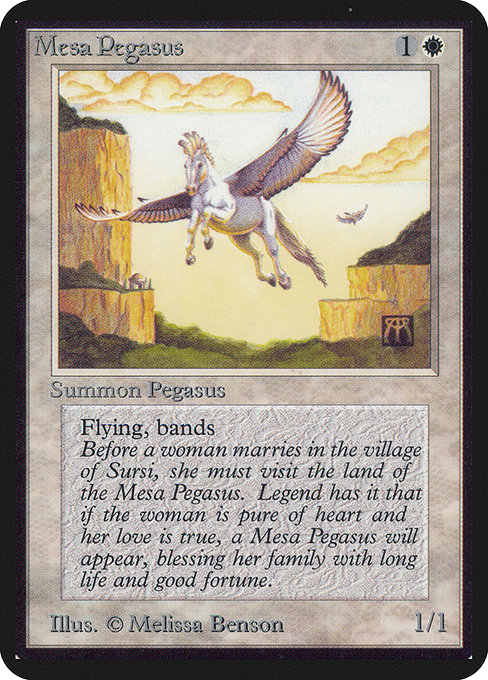 Mesa Pegasus 1
Summon Pegasus
Flying, bands
Before a woman marries in the village
of Sursi, she must visit the land of
the Mesa Pegasus. Legend has it that
if the woman is pure of heart and
her love is true, a Mesa Pegasus will
appear, blessing her family with long
life and good fortune.
Illus. © Melissa Benson 1/1